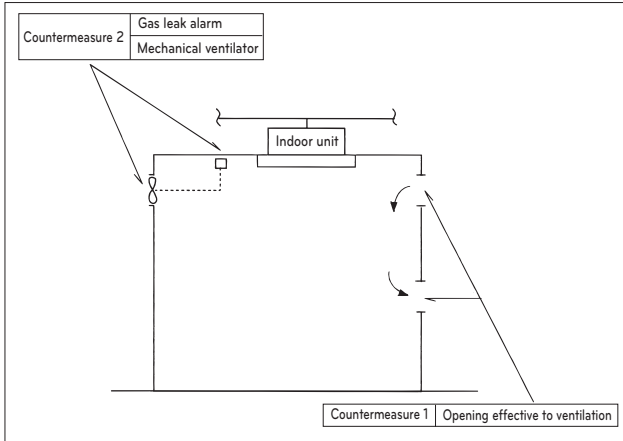 Countermeasure 2
Gas leak alarm
Mechanical ventilator
Indoor unit
Countermeasure 1
Opening effective to ventilation